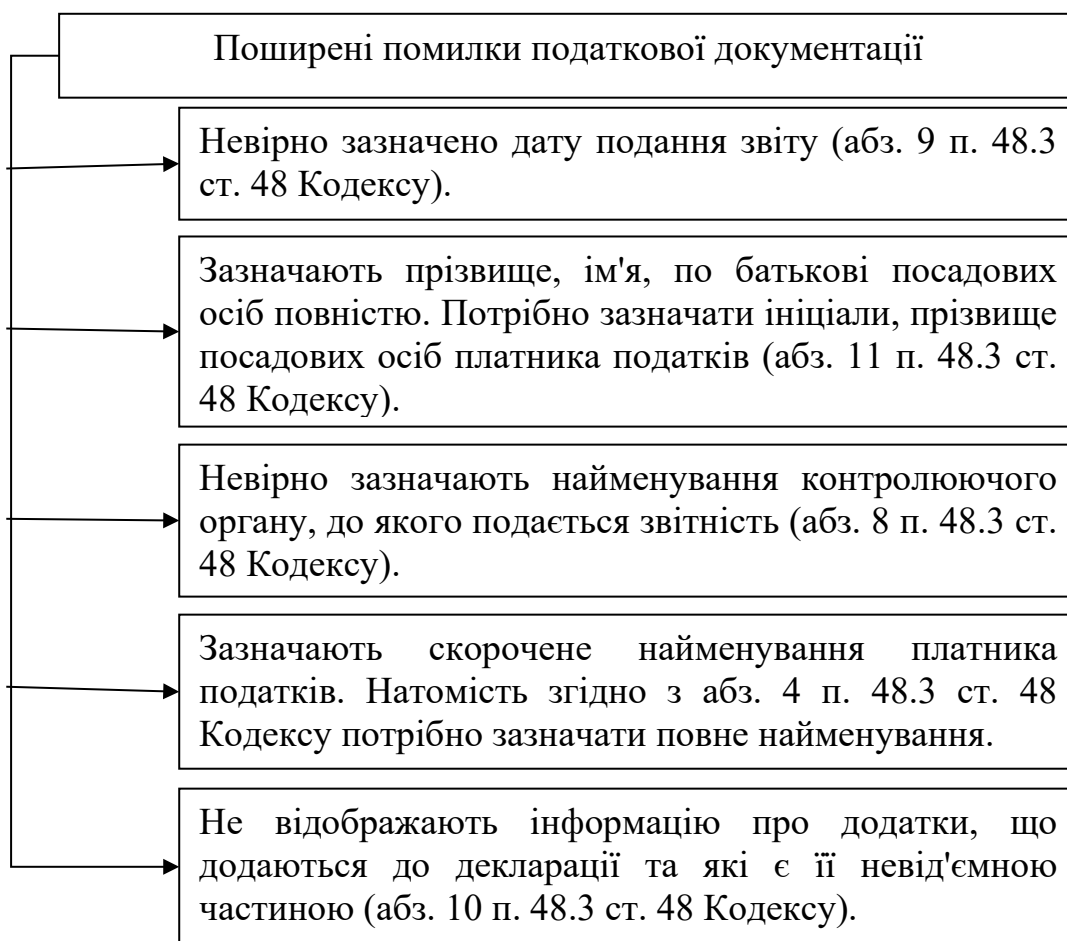 Поширені помилки податкової документації
Невірно зазначено дату подання звіту (абз. 9 п. 48.3
ст. 48 Кодексу).
Зазначають прізвище, ім'я, по батькові посадових
осіб повністю. Потрібно зазначати ініціали, прізвище
посадових осіб платника податків (абз. 11 п. 48.3 ст.
48 Кодексу).
Невірно зазначають найменування контролюючого
органу, до якого подається звітність (абз. 8 п. 48.3 ст.
48 Кодексу).
Зазначають скорочене найменування платника
податків. Натомість згідно з абз. 4 п. 48.3 ст. 48
Кодексу потрібно зазначати повне найменування.
Не відображають інформацію про додатки, що
додаються до декларації та які є її невід'ємною
частиною (абз. 10 п. 48.3 ст. 48 Кодексу).